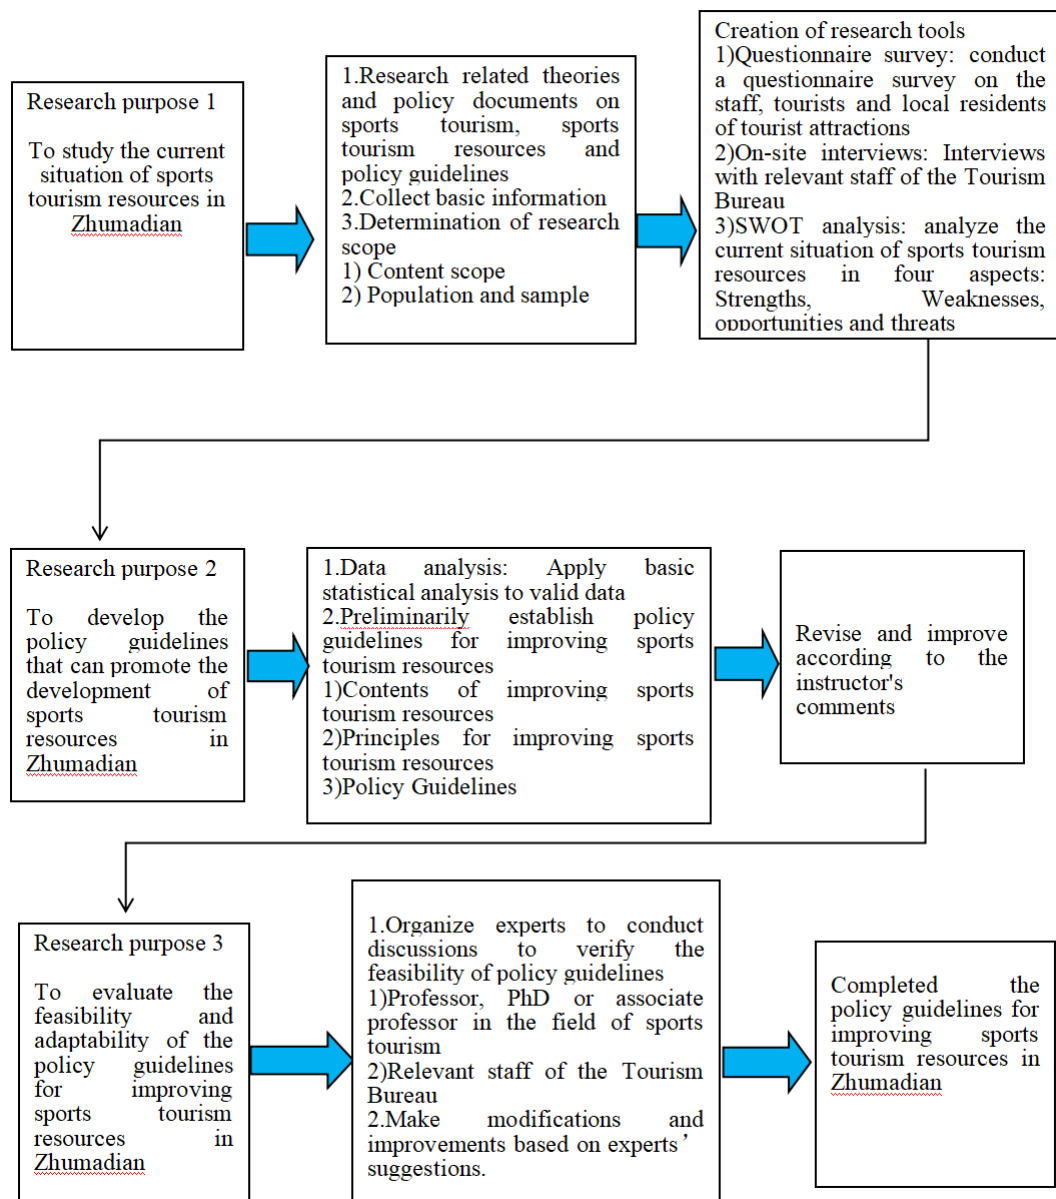 Research purpose 1
To study the current
situation of sports
tourism resources in
Zhumadian
1.Research related theories
and policy documents on
sports tourism, sports
tourism resources and
policy guidelines
2.Collect basic information
3.Determination of research
scope
1) Content scope
2) Population and sample
Creation of research tools
1)Questionnaire survey: conduct
a questionnaire survey on the
staff, tourists and local residents
of tourist attractions
2)On-site interviews: Interviews
with relevant staff of the Tourism
Bureau
3)SWOT analysis: analyze the
current situation of sports tourism
resources in four aspects:
Strengths, Weaknesses,
opportunities and threats
Research purpose 2
To develop the
policy guidelines
that can promote the
development of
sports tourism
resources in
Zhumadian
1.Data analysis: Apply basic
statistical analysis to valid data
2.Preliminarily establish policy
guidelines for improving sports
tourism resources
1)Contents of improving sports
tourism resources
2)Principles for improving sports
tourism resources
3)Policy Guidelines
Revise and improve
according to the
instructor's
comments
Research purpose 3
To evaluate the
feasibility and
adaptability of the
policy guidelines
for improving
sports tourism
resources in
Zhumadian
1.Organize experts to conduct
discussions to verify the
feasibility of policy guidelines
1)Professor, PhD or associate
professor in the field of sports
tourism
2)Relevant staff of the Tourism
Bureau
2.Make modifications and
improvements based on experts’
suggestions.
Completed the
policy guidelines for
improving sports
tourism resources in
Zhumadian